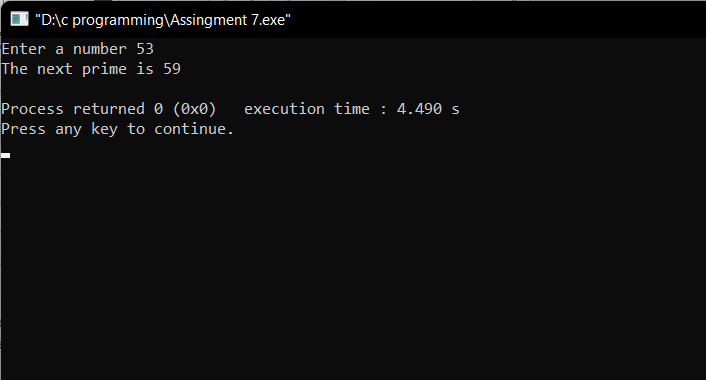 "D:\c programming\Assingment 7.exe"
Enter a number 53
The next prime is 59
Process returned 0 (0x0)   execution time : 4.490 s
Press any key to continue.